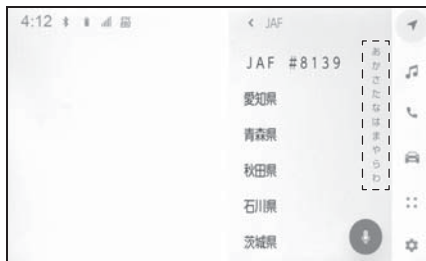 4:12
JAF
JAF #8139
愛知県
青森県
秋田県
石川県
茨城県
あ
か
さ
た
な
は
ま
や
ら
わ